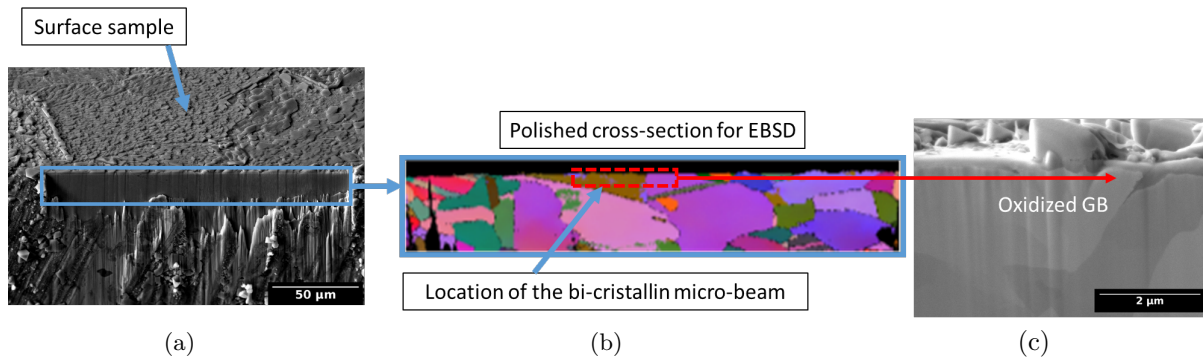 Surface sample
50 µm
(a)
Polished cross-section for EBSD
Location of the bi-cristallin micro-beam
(b)
Oxidized GB
2 µm
(c)